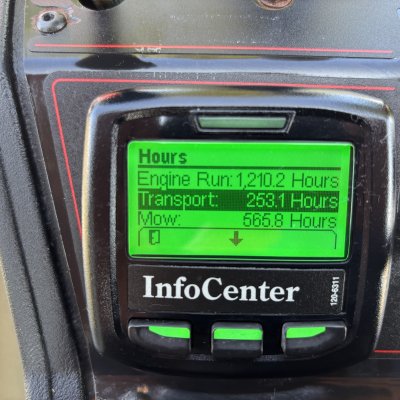 Hours
Engine Run: 1,210.2 Hours
Transport: 253.1 Hours
Mow: 565.8 Hours
InfoCenter
120-6311